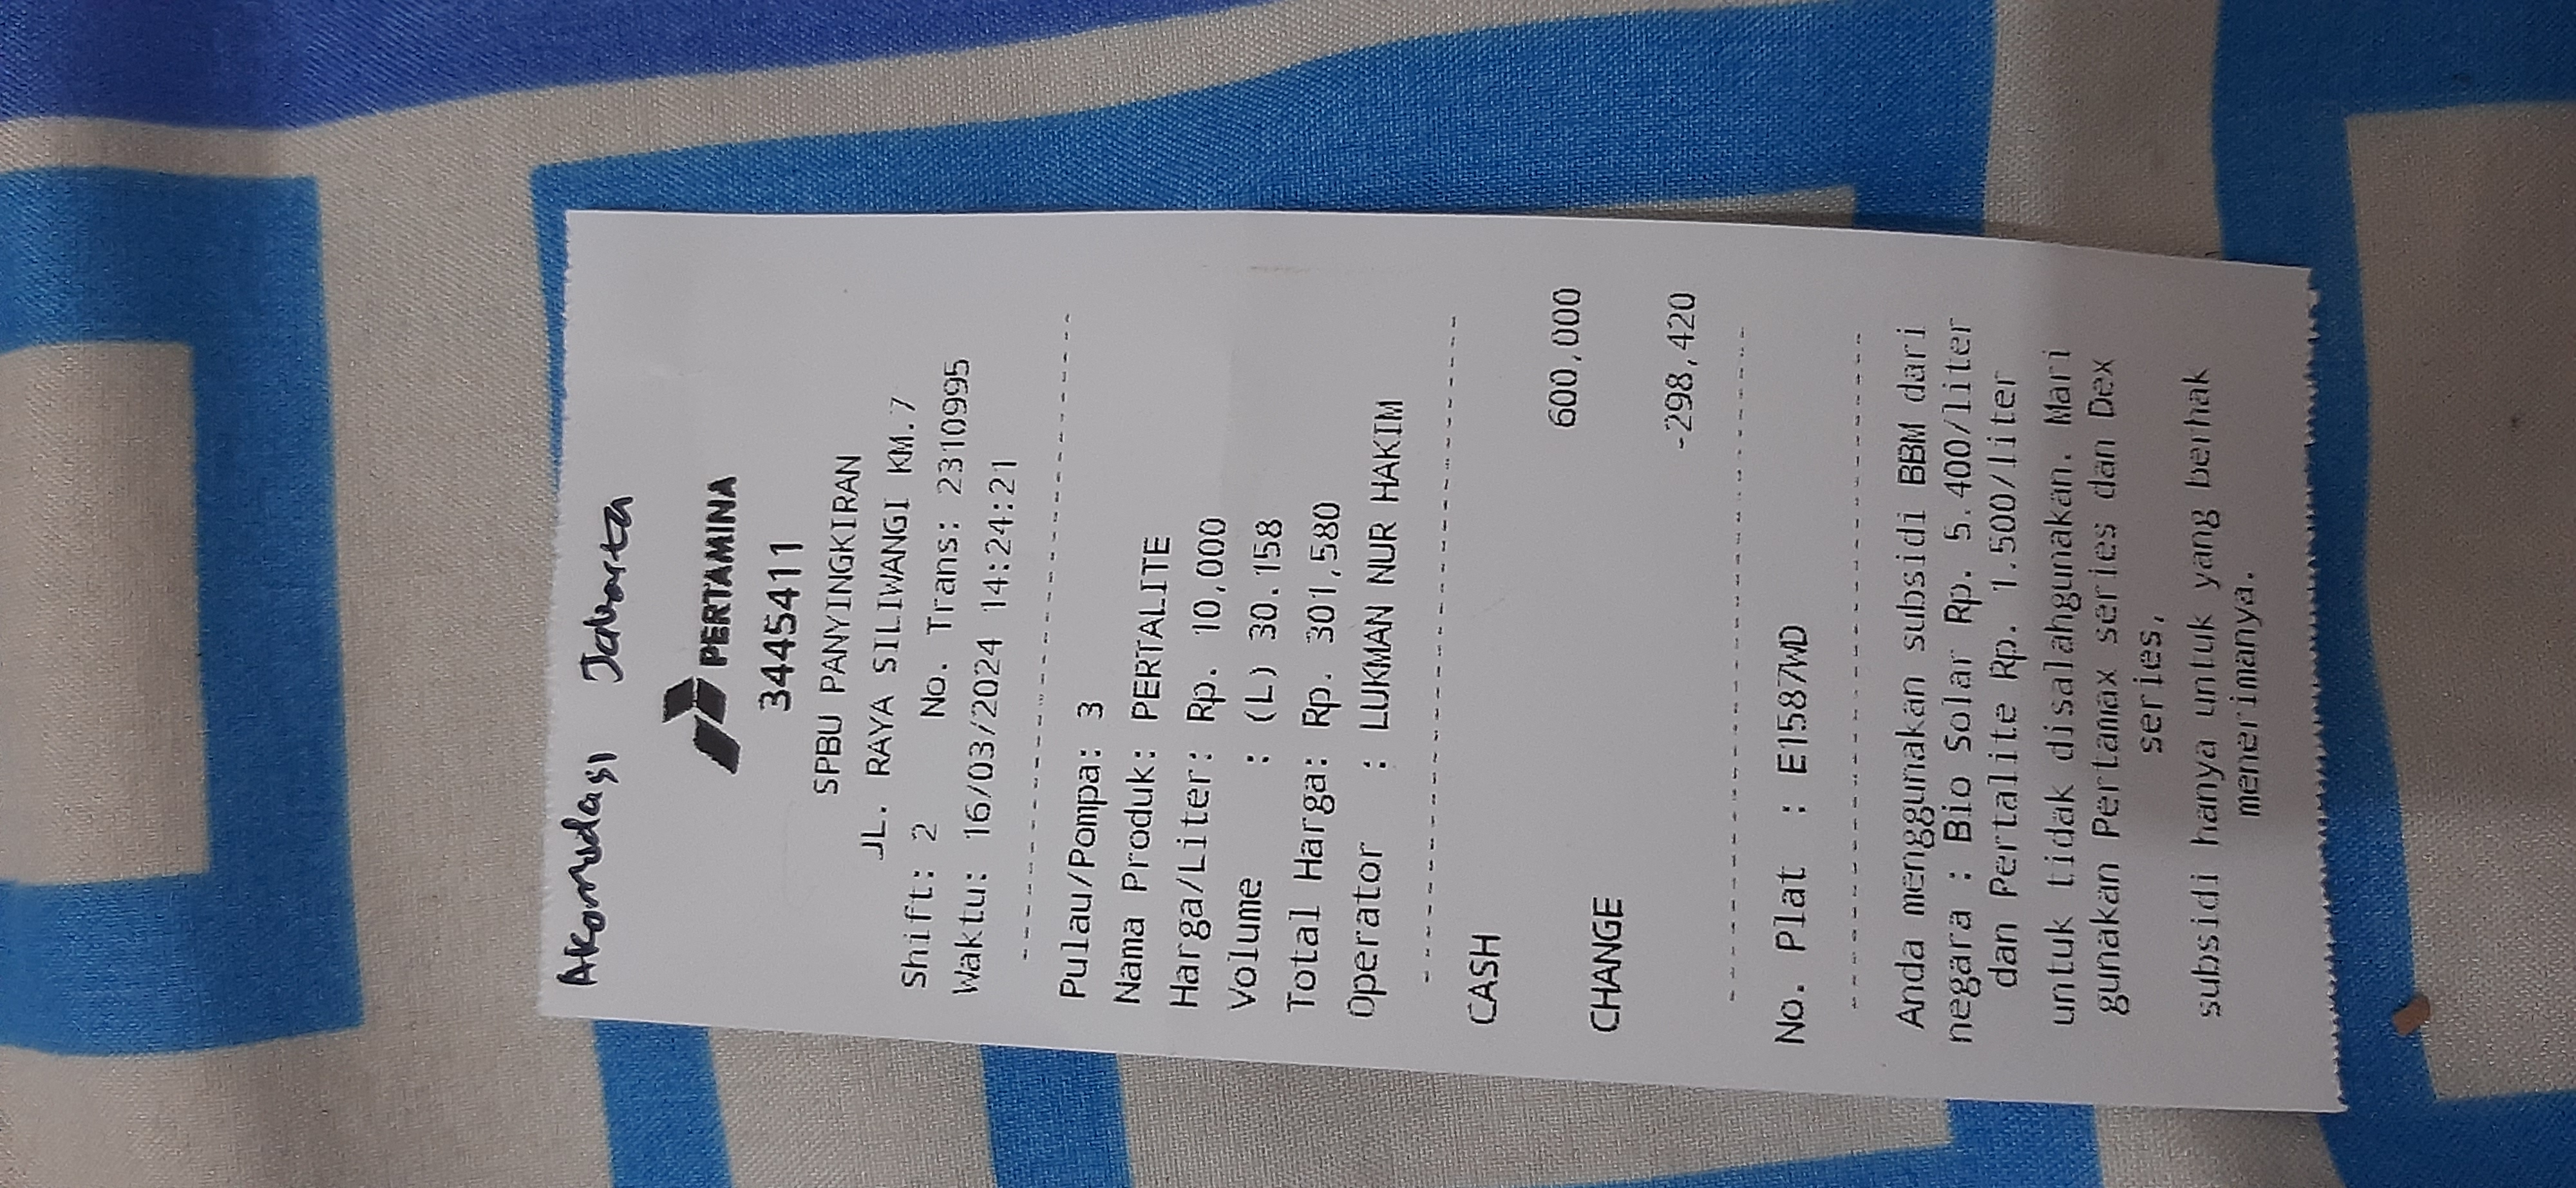 Akomodasi Jakarta
PERTAMINA
3445411
SPBU PANYINGKIRAN
JL. RAYA SILIWANGI KM.7
Shift: 2 No. Trans: 2310995
Waktu: 16/03/2024 14:24:21
Pulau/Pompa: 3
Nama Produk: PERTALITE
Harga/Liter: Rp. 10,000
Volume : (L) 30.158
Total Harga: Rp. 301,580
Operator : LUKMAN NUR HAKIM
CASH
600,000
CHANGE
-298,420
No. Plat : E1587WD
Anda menggunakan subsidi BBM dari
negara : Bio Solar Rp. 5.400/liter
dan Pertalite Rp. 1.500/liter
untuk tidak disalahgunakan. Mari
gunakan Pertamax series dan Dex
series,
subsidi hanya untuk yang berhak
menerimanya.